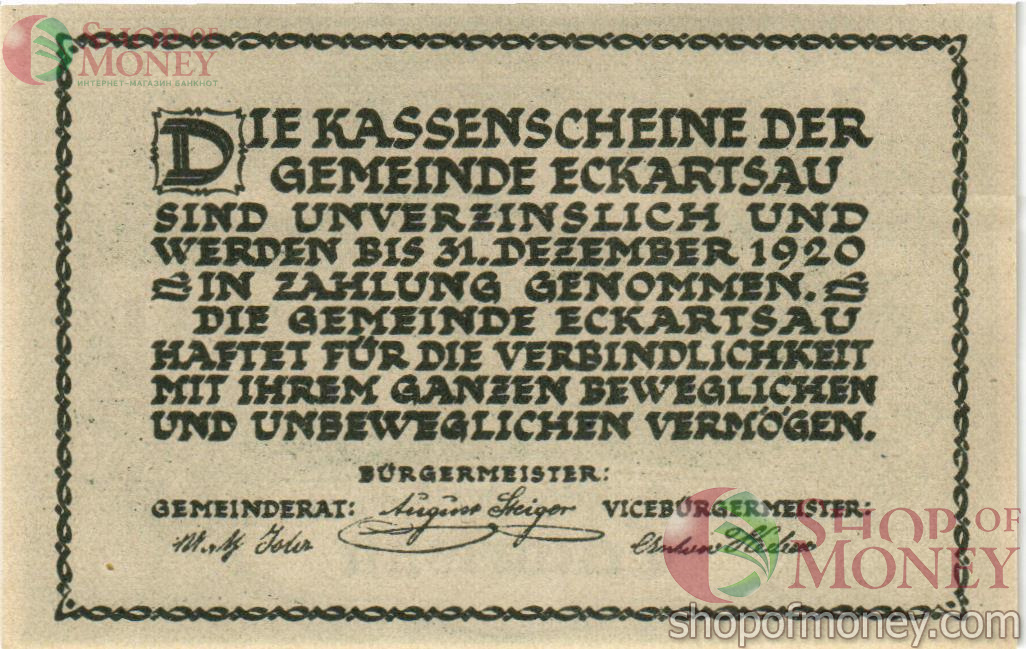 SHOP OF
MONEY
ИНТЕРНЕТ-МАГАЗИН БАНКНОТ
DIE KASSENSCHEINE DER
GEMEINDE ECKARTSAU
SIND UNVERZINSLICH UND
WERDEN BIS 31. DEZEMBER 1920
IN ZAHLUNG GENOMMEN.
DIE GEMEINDE ECKARTSAU
HAFTET FÜR DIE VERBINDLICHKEIT
MIT IHREM GANZEN BEWEGLICHEN
UND UNBEWEGLICHEN VERMÖGEN.
BÜRGERMEISTER:
GEMEINDERAT: August Steiger VICEBÜRGERMEISTER:
Anton
SHOP OF
MONEY
shopofmoney.com